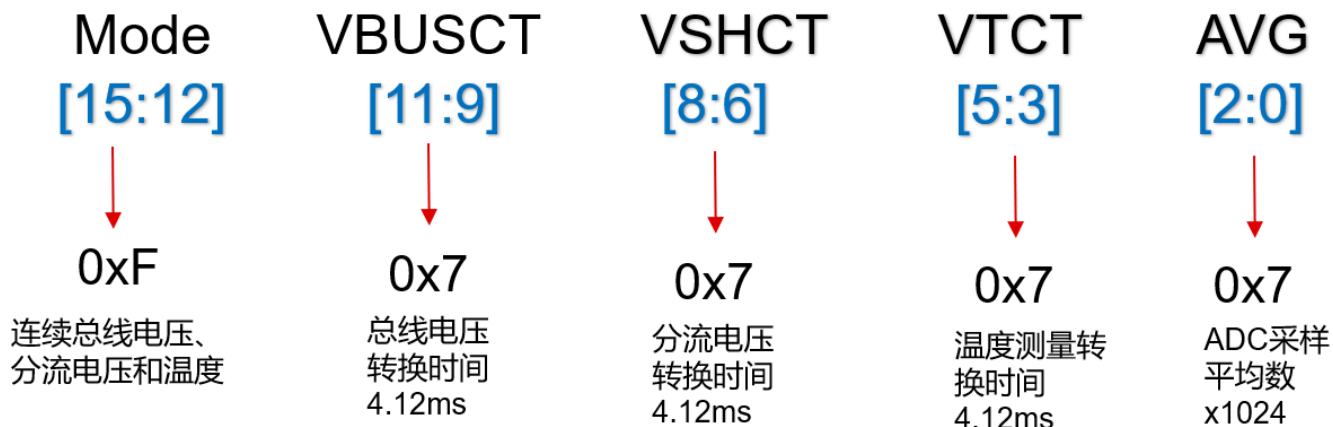 Mode VBUSCT VSHCT VTCT AVG
[15:12] [11:9] [8:6] [5:3] [2:0]
0xF 0x7 0x7 0x7 0x7
连续总线电压、
分流电压和温度
总线电压
转换时间
4.12ms
分流电压
转换时间
4.12ms
温度测量转
换时间
4.12ms
ADC采样
平均数
x1024